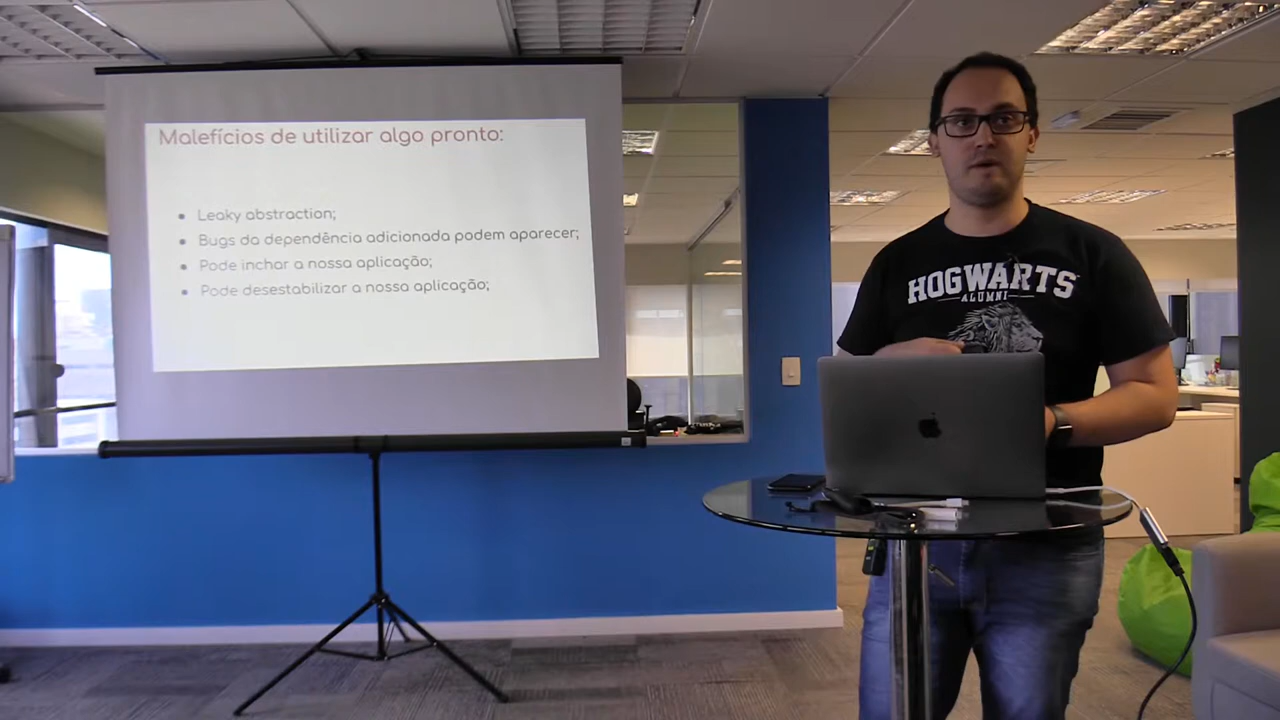 Malefícios de utilizar algo pronto:
Leaky abstraction;
Bugs da dependência adicionada podem aparecer;
Pode inchar a nossa aplicação;
Pode desestabilizar a nossa aplicação;
HOGWARTS
ALUMNI